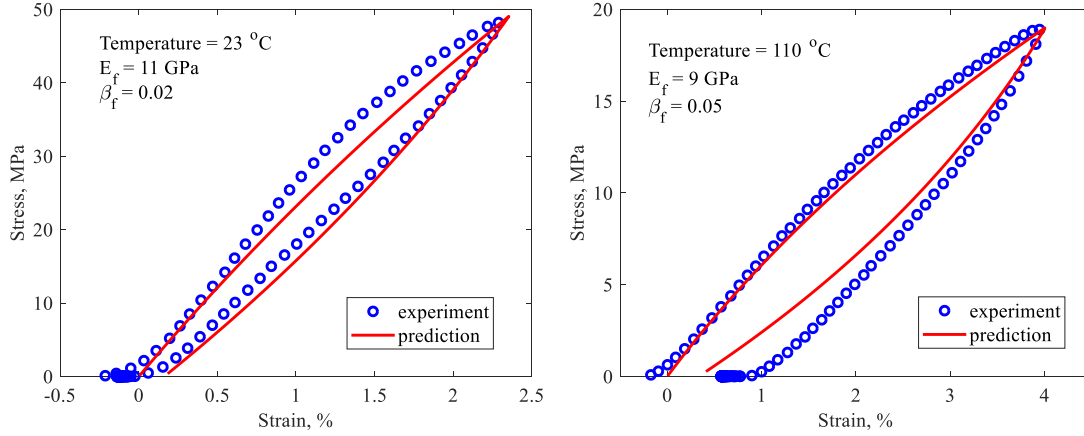 50
40
30
20
10
0
Stress, MPa
Temperature = 23 °C
E_f = 11 GPa
β_f = 0.02
experiment
prediction
-0.5 0 0.5 1 1.5 2 2.5
Strain, %
20
15
10
5
0
Stress, MPa
Temperature = 110 °C
E_f = 9 GPa
β_f = 0.05
experiment
prediction
0 1 2 3 4
Strain, %